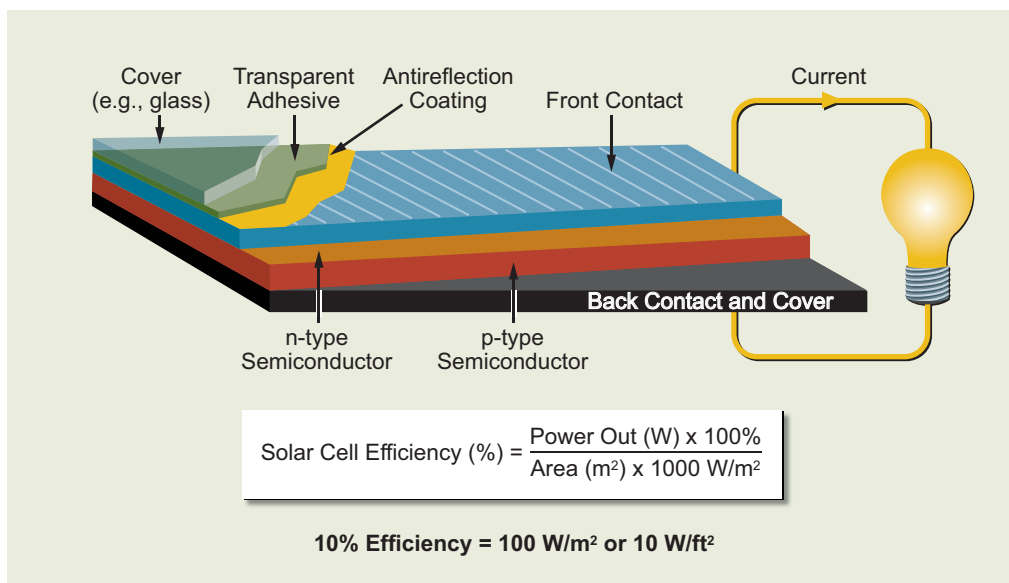 Cover
(e.g., glass)
Transparent
Adhesive
Antireflection
Coating
Front Contact
Current
Back Contact and Cover
n-type
Semiconductor
p-type
Semiconductor
Solar Cell Efficiency (%) = Power Out (W) x 100%
Area (m²) x 1000 W/m²
10% Efficiency = 100 W/m² or 10 W/ft²